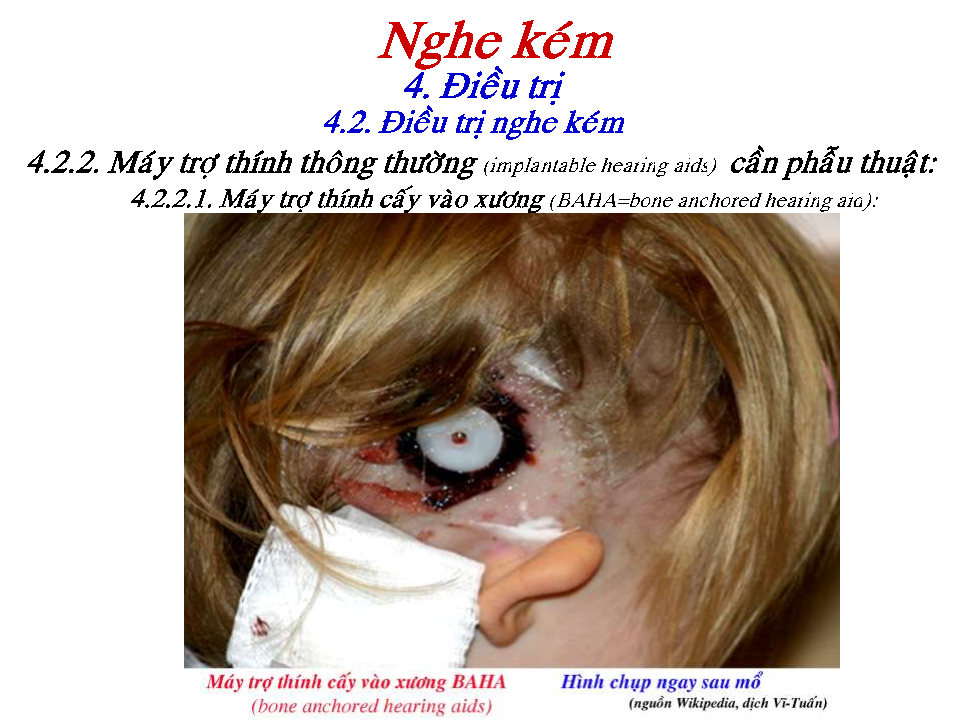 Nghe kém
4. Điều trị
4.2. Điều trị nghe kém
4.2.2. Máy trợ thính thông thường (implantable hearing aids) cần phẫu thuật:
4.2.2.1. Máy trợ thính cấy vào xương (BAHA=bone anchored hearing aid):
Máy trợ thính cấy vào xương BAHA
(bone anchored hearing aids)
Hình chụp ngay sau mổ
(nguồn Wikipedia, dịch Vĩ-Tuấn)